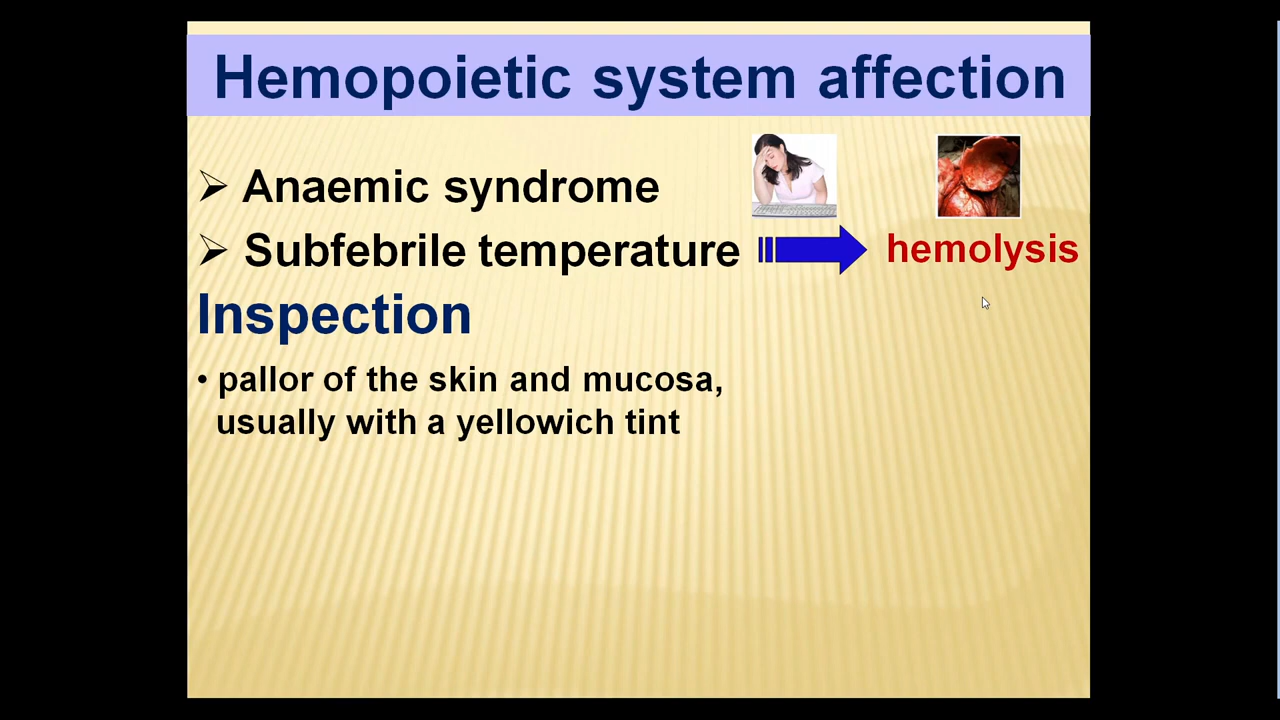 Hemopoietic system affection
➢ Anaemic syndrome
➢ Subfebrile temperature
hemolysis
Inspection
• pallor of the skin and mucosa,
usually with a yellowich tint